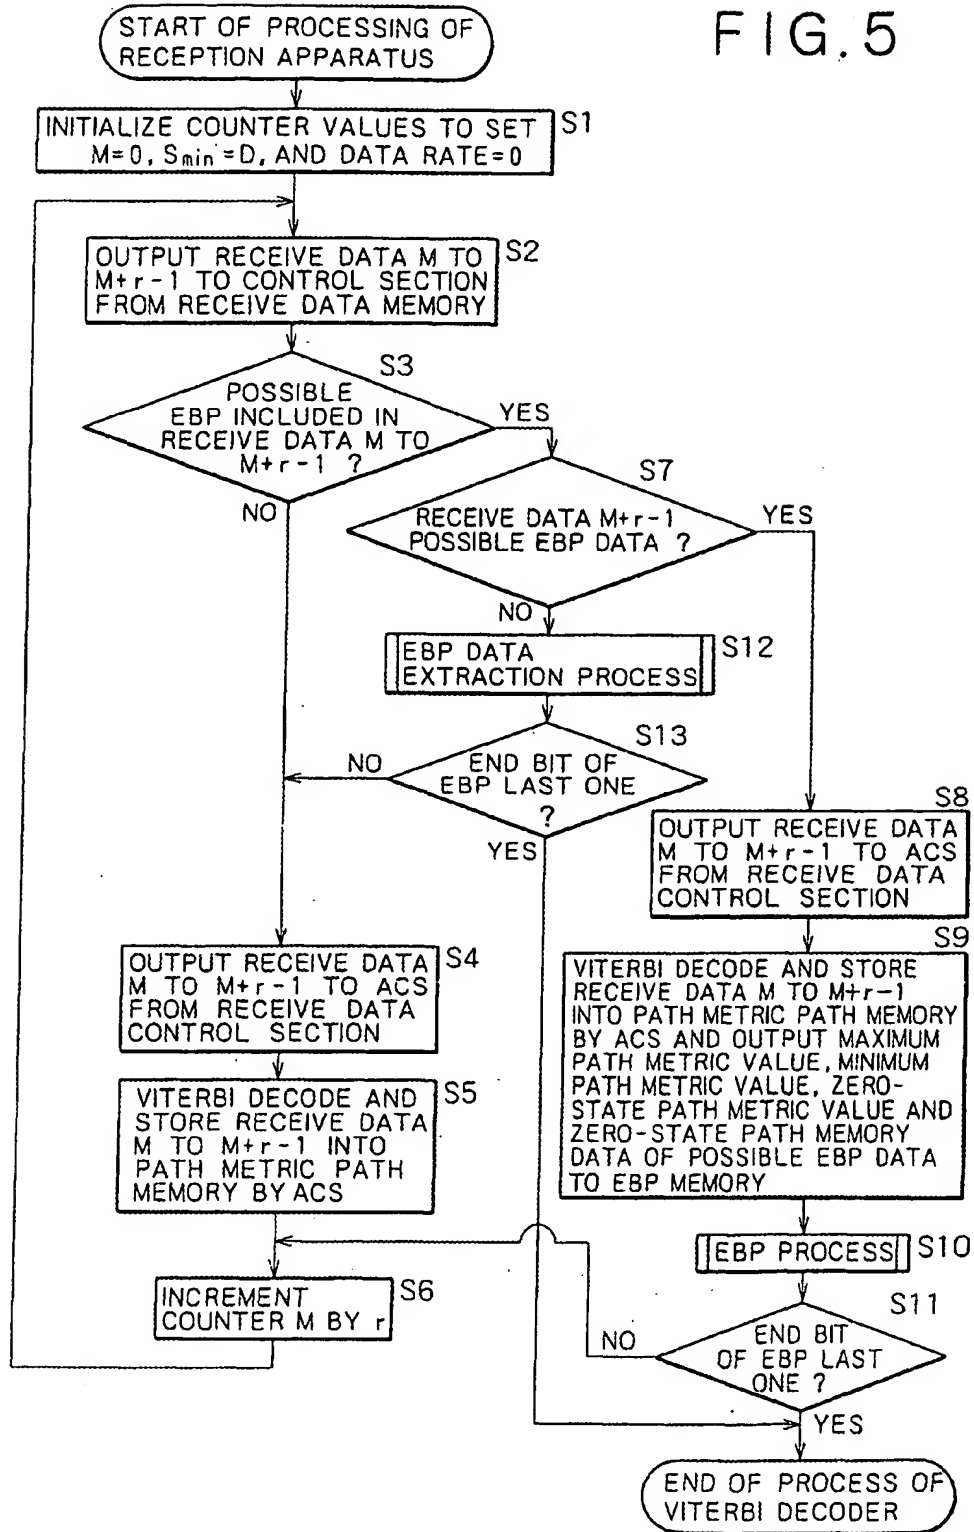 FIG.5
START OF PROCESSING OF
RECEPTION APPARATUS
INITIALIZE COUNTER VALUES TO SET
M=0, Smin=D, AND DATA RATE=0
S1
OUTPUT RECEIVE DATA M TO
M+r-1 TO CONTROL SECTION
FROM RECEIVE DATA MEMORY
S2
S3
POSSIBLE
EBP INCLUDED IN
RECEIVE DATA M TO
M+r-1 ?
YES
NO
S7
RECEIVE DATA M+r-1
POSSIBLE EBP DATA ?
YES
NO
EBP DATA
EXTRACTION PROCESS
S12
S13
END BIT OF
EBP LAST ONE
?
NO
YES
S8
OUTPUT RECEIVE DATA
M TO M+r-1 TO ACS
FROM RECEIVE DATA
CONTROL SECTION
OUTPUT RECEIVE DATA
M TO M+r-1 TO ACS
FROM RECEIVE DATA
CONTROL SECTION
S4
S9
VITERBI DECODE AND STORE
RECEIVE DATA M TO M+r-1
INTO PATH METRIC PATH MEMORY
BY ACS AND OUTPUT MAXIMUM
PATH METRIC VALUE, MINIMUM
PATH METRIC VALUE, ZERO-
STATE PATH METRIC VALUE AND
ZERO-STATE PATH MEMORY
DATA OF POSSIBLE EBP DATA
TO EBP MEMORY
VITERBI DECODE AND
STORE RECEIVE DATA
M TO M+r-1 INTO
PATH METRIC PATH
MEMORY BY ACS
S5
EBP PROCESS
S10
INCREMENT
COUNTER M BY r
S6
S11
END BIT
OF EBP LAST
ONE ?
NO
YES
END OF PROCESS OF
VITERBI DECODER